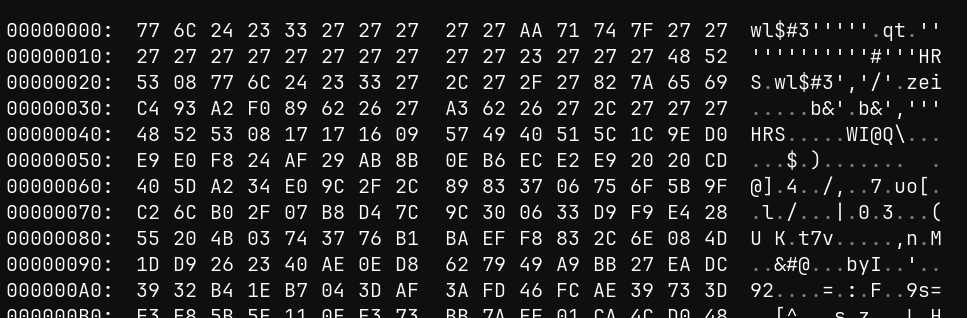 00000000: 77 6C 24 23 33 27 27 27 27 27 AA 71 74 7F 27 27 wl$#3'''''.qt.''
00000010: 27 27 27 27 27 27 27 27 27 27 23 27 27 27 48 52 ''''''''''#'''HR
00000020: 53 08 77 6C 24 23 33 27 2C 27 2F 27 82 7A 65 69 S.wl$#3','/'.zei
00000030: C4 93 A2 F0 89 62 26 27 A3 62 26 27 2C 27 27 27 .....b&'.b&','''
00000040: 48 52 53 08 17 17 16 09 57 49 40 51 5C 1C 9E D0 HRS.....WI@Q\...
00000050: E9 E0 F8 24 AF 29 AB 8B 0E B6 EC E2 E9 20 20 CD ...$.).......  .
00000060: 40 5D A2 34 E0 9C 2F 2C 89 83 37 06 75 6F 5B 9F @].4../,..7.uo[.
00000070: C2 6C B0 2F 07 B8 D4 7C 9C 30 06 33 D9 F9 E4 28 .l./...|.0.3...(
00000080: 55 20 4B 03 74 37 76 B1 BA EF F8 83 2C 6E 08 4D U K.t7v.....,n.M
00000090: 1D D9 26 23 40 AE 0E D8 62 79 49 A9 BB 27 EA DC ..&#@...byI..'..
000000A0: 39 32 B4 1E B7 04 3D AF 3A FD 46 FC AE 39 73 3D 92....=.:.F..9s=